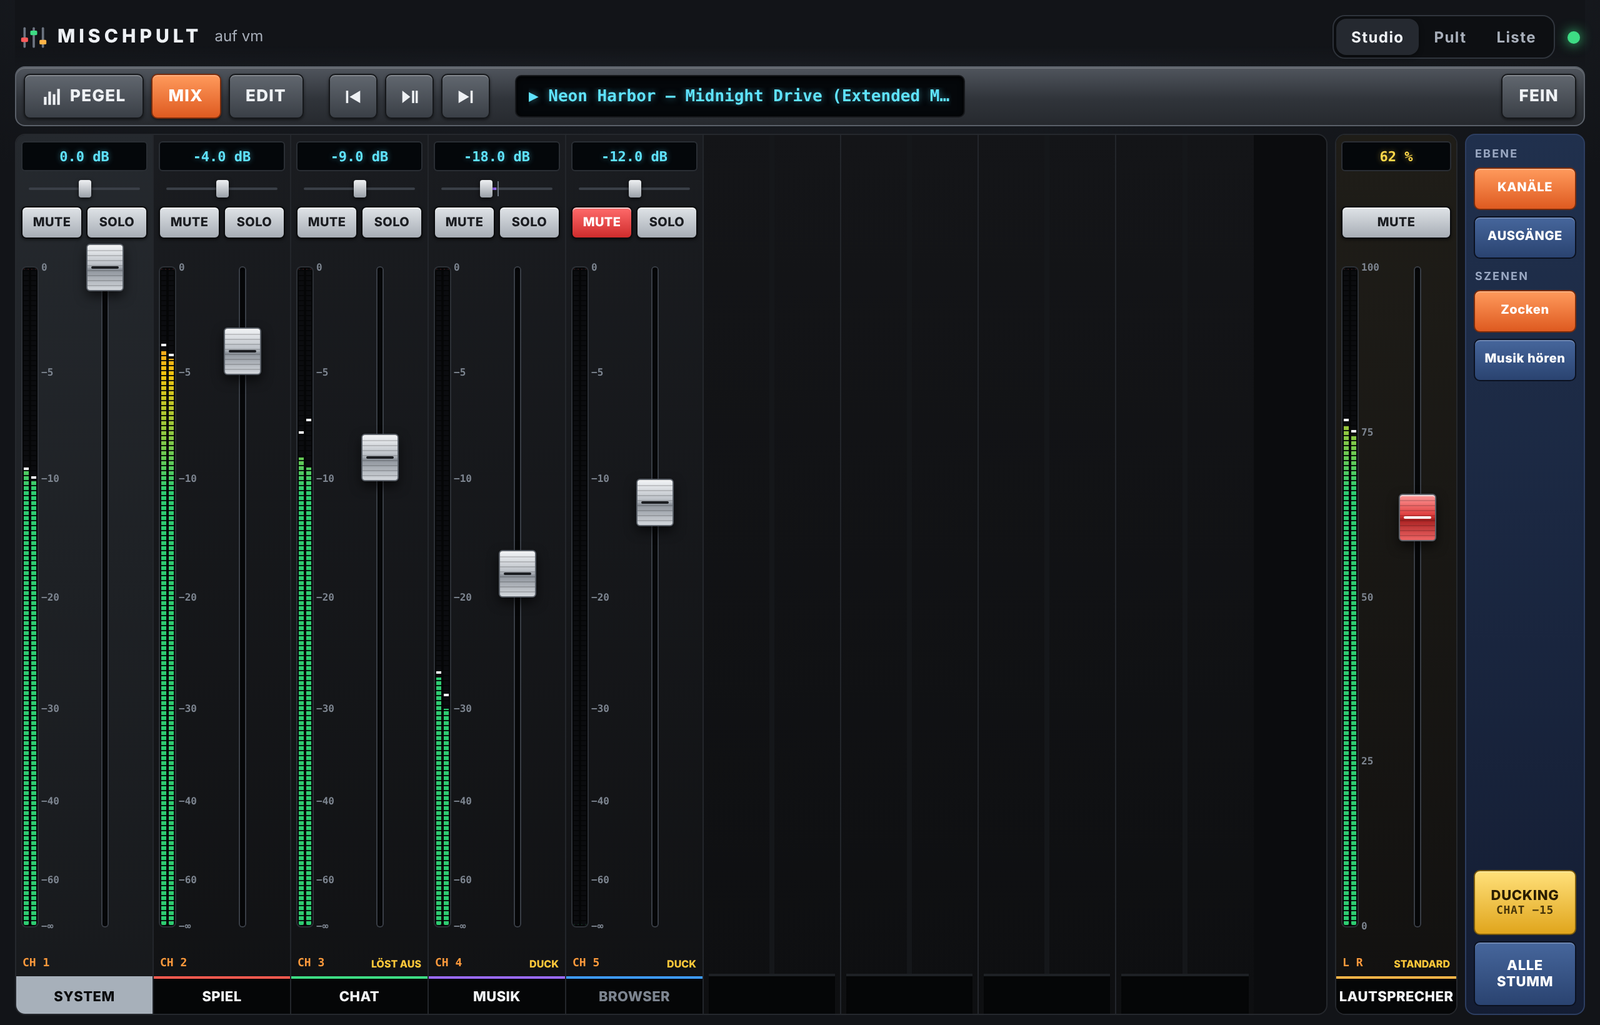 MISCHPULT auf vm
Studio Pult Liste
PEGEL MIX EDIT
▶ Neon Harbor – Midnight Drive (Extended M…
FEIN
0.0 dB
-4.0 dB
-9.0 dB
-18.0 dB
-12.0 dB
62 %
MUTE SOLO
MUTE SOLO
MUTE SOLO
MUTE SOLO
MUTE SOLO
MUTE
0
−5
−10
−20
−30
−40
−60
−∞
0
−5
−10
−20
−30
−40
−60
−∞
0
−5
−10
−20
−30
−40
−60
−∞
0
−5
−10
−20
−30
−40
−60
−∞
0
−5
−10
−20
−30
−40
−60
−∞
100
75
50
25
0
CH 1
CH 2
CH 3 LÖST AUS
CH 4 DUCK
CH 5 DUCK
L R STANDARD
SYSTEM
SPIEL
CHAT
MUSIK
BROWSER
LAUTSPRECHER
EBENE
KANÄLE
AUSGÄNGE
SZENEN
Zocken
Musik hören
DUCKING
CHAT −15
ALLE
STUMM